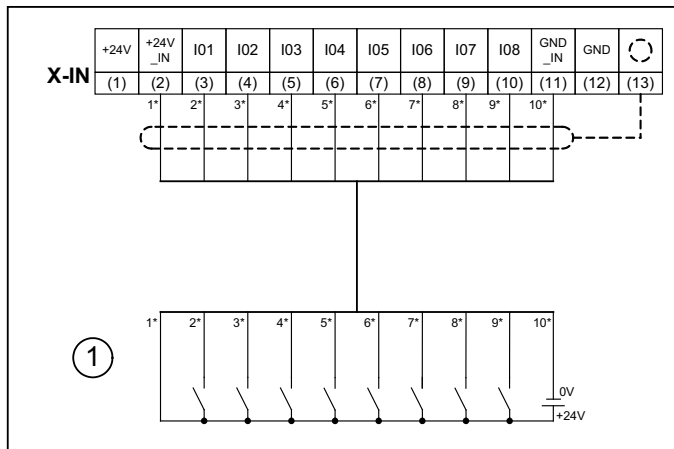 +24V +24V _IN I01 I02 I03 I04 I05 I06 I07 I08 GND _IN GND
X-IN (1) (2) (3) (4) (5) (6) (7) (8) (9) (10) (11) (12) (13)
1* 2* 3* 4* 5* 6* 7* 8* 9* 10*
1* 2* 3* 4* 5* 6* 7* 8* 9* 10*
1
0V
+24V